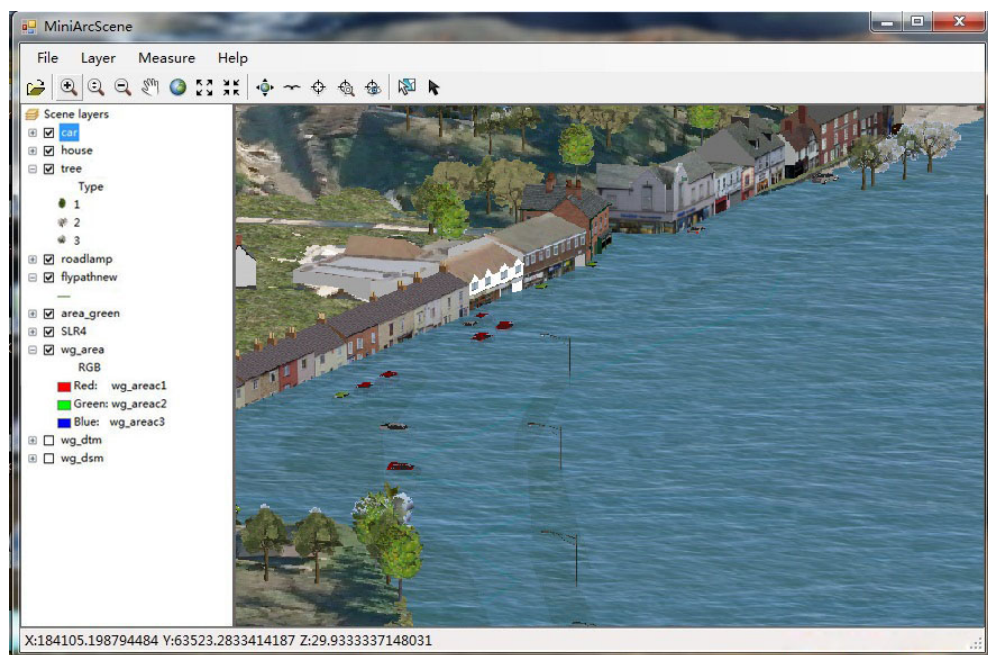 MiniArcScene
File Layer Measure Help
Scene layers
car
house
tree
Type
1
2
3
roadlamp
flypathnew
area_green
SLR4
wg_area
RGB
Red: wg_areac1
Green: wg_areac2
Blue: wg_areac3
wg_dtm
wg_dsm
X:184105.198794484 Y:63523.2833414187 Z:29.9333337148031